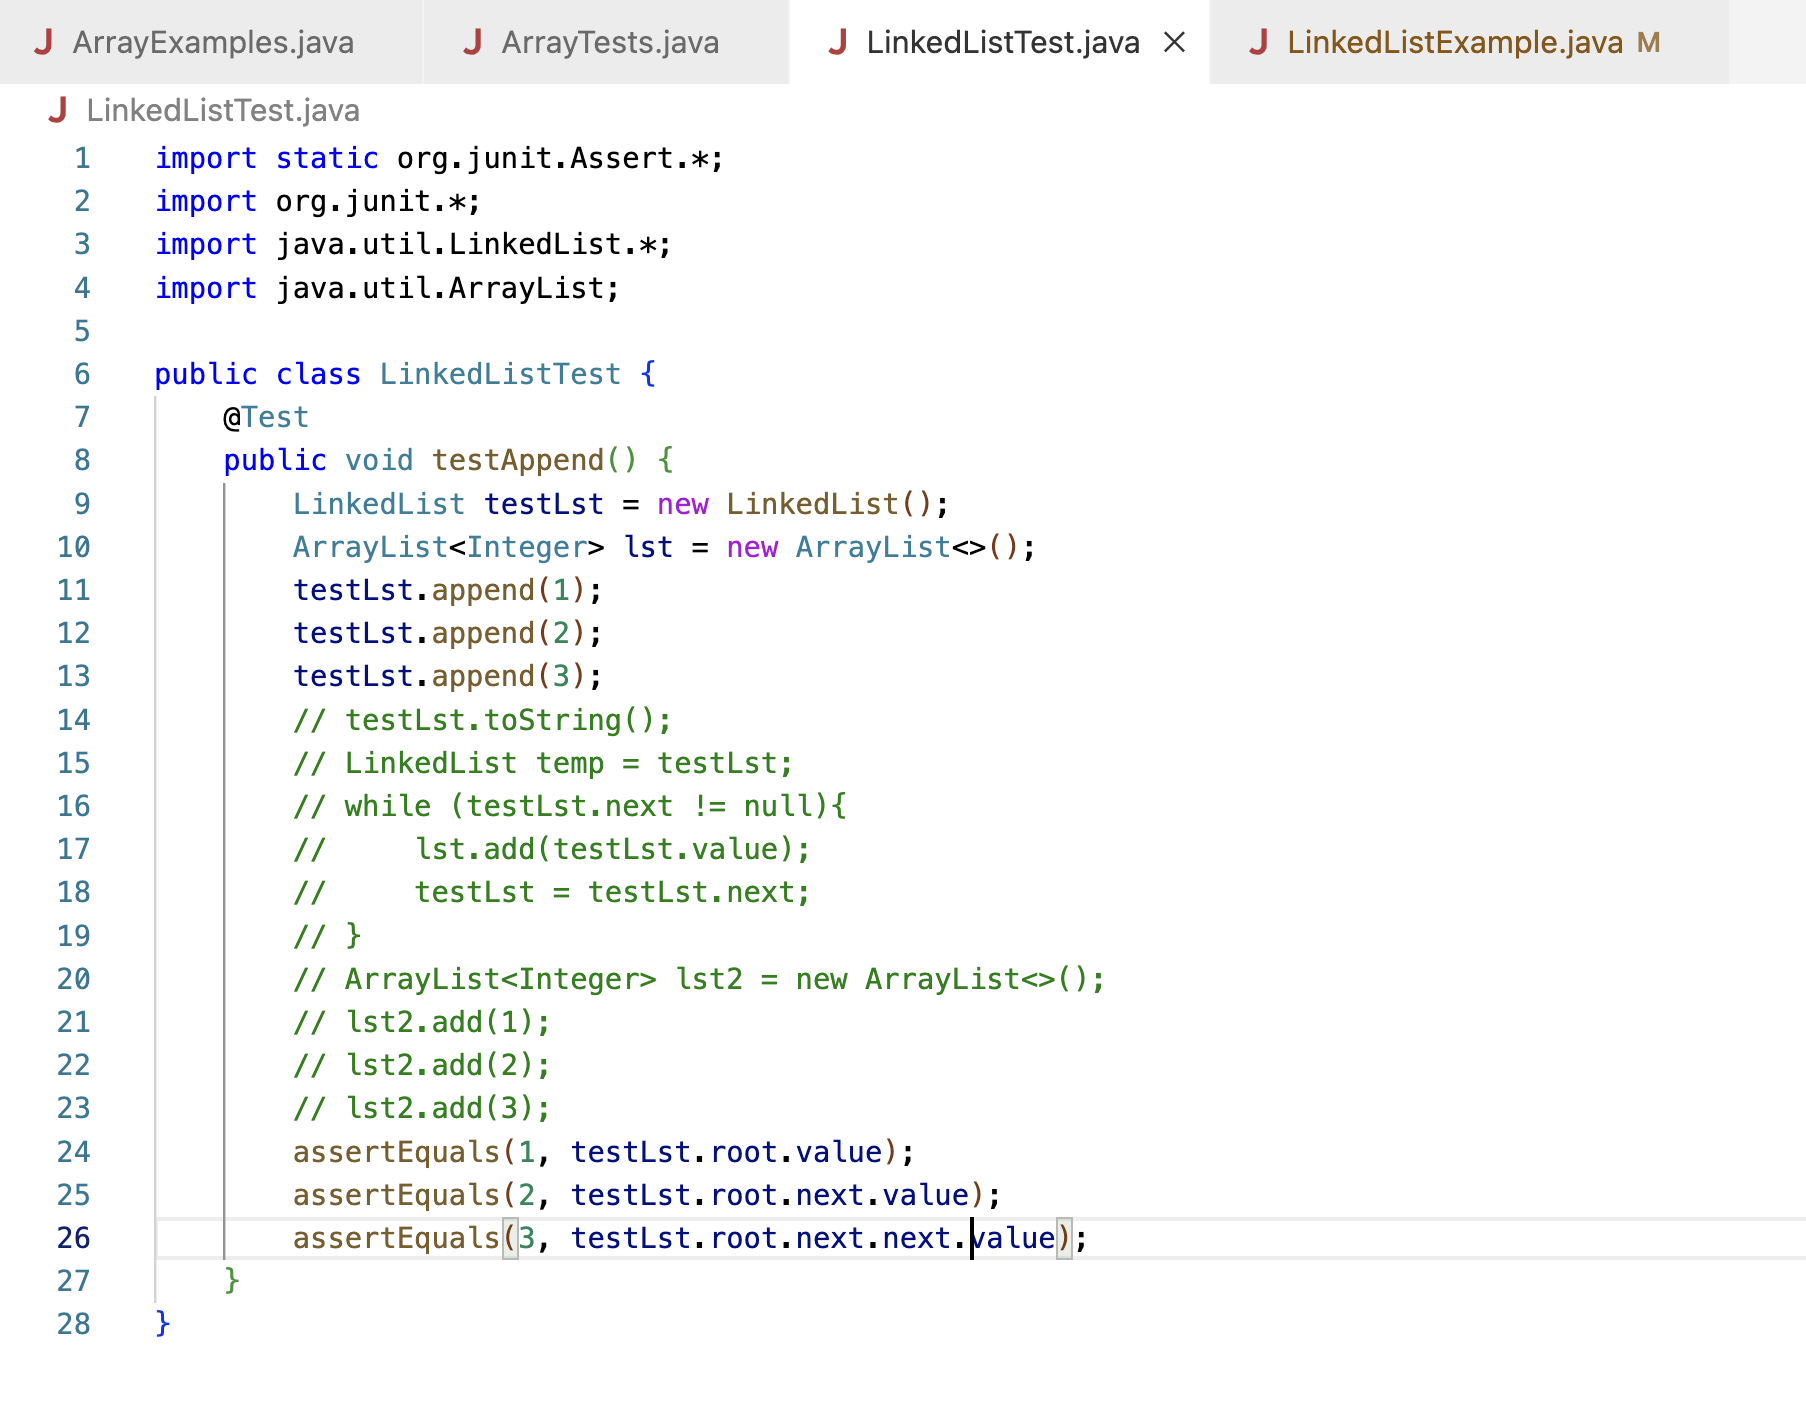 ArrayExamples.java ArrayTests.java LinkedListTest.java LinkedListExample.java M
LinkedListTest.java
1 import static org.junit.Assert.*;
2 import org.junit.*;
3 import java.util.LinkedList.*;
4 import java.util.ArrayList;
5
6 public class LinkedListTest {
7     @Test
8     public void testAppend() {
9         LinkedList testLst = new LinkedList();
10         ArrayList<Integer> lst = new ArrayList<>();
11         testLst.append(1);
12         testLst.append(2);
13         testLst.append(3);
14         // testLst.toString();
15         // LinkedList temp = testLst;
16         // while (testLst.next != null){
17         //     lst.add(testLst.value);
18         //     testLst = testLst.next;
19         // }
20         // ArrayList<Integer> lst2 = new ArrayList<>();
21         // lst2.add(1);
22         // lst2.add(2);
23         // lst2.add(3);
24         assertEquals(1, testLst.root.value);
25         assertEquals(2, testLst.root.next.value);
26         assertEquals(3, testLst.root.next.next.value);
27     }
28 }